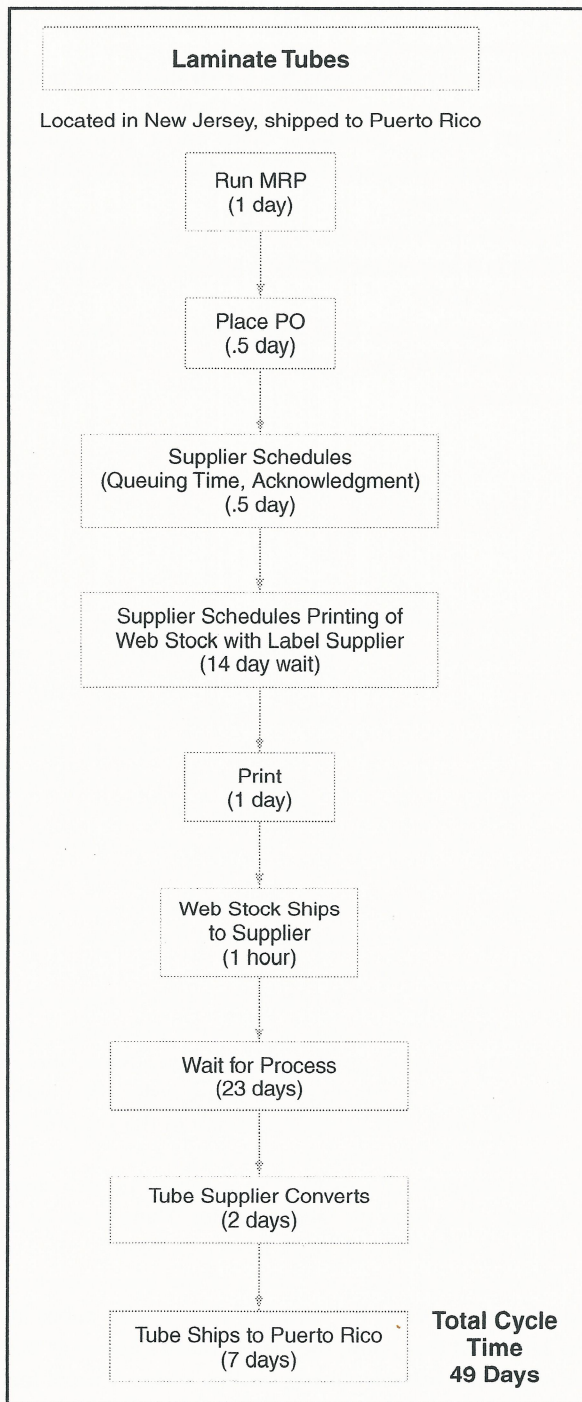 Laminate Tubes
Located in New Jersey, shipped to Puerto Rico
Run MRP
(1 day)
Place PO
(.5 day)
Supplier Schedules
(Queuing Time, Acknowledgment)
(.5 day)
Supplier Schedules Printing of
Web Stock with Label Supplier
(14 day wait)
Print
(1 day)
Web Stock Ships
to Supplier
(1 hour)
Wait for Process
(23 days)
Tube Supplier Converts
(2 days)
Tube Ships to Puerto Rico
(7 days)
Total Cycle
Time
49 Days